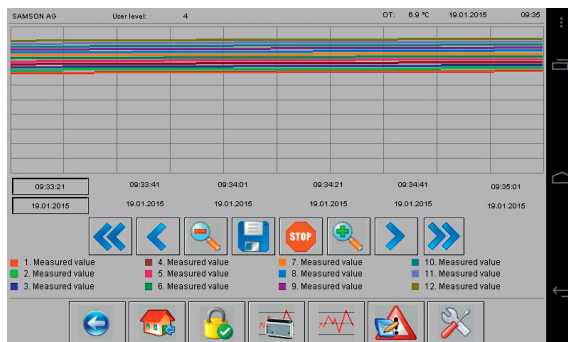 SAMSON AG User level: 4 OT: 6.9 °C 19.01.2015 09:35
09:33:21 09:33:41 09:34:01 09:34:21 09:34:41 09:35:01
19.01.2015 19.01.2015 19.01.2015 19.01.2015 19.01.2015 19.01.2015
STOP
1. Measured value 4. Measured value 7. Measured value 10. Measured value
2. Measured value 5. Measured value 8. Measured value 11. Measured value
3. Measured value 6. Measured value 9. Measured value 12. Measured value